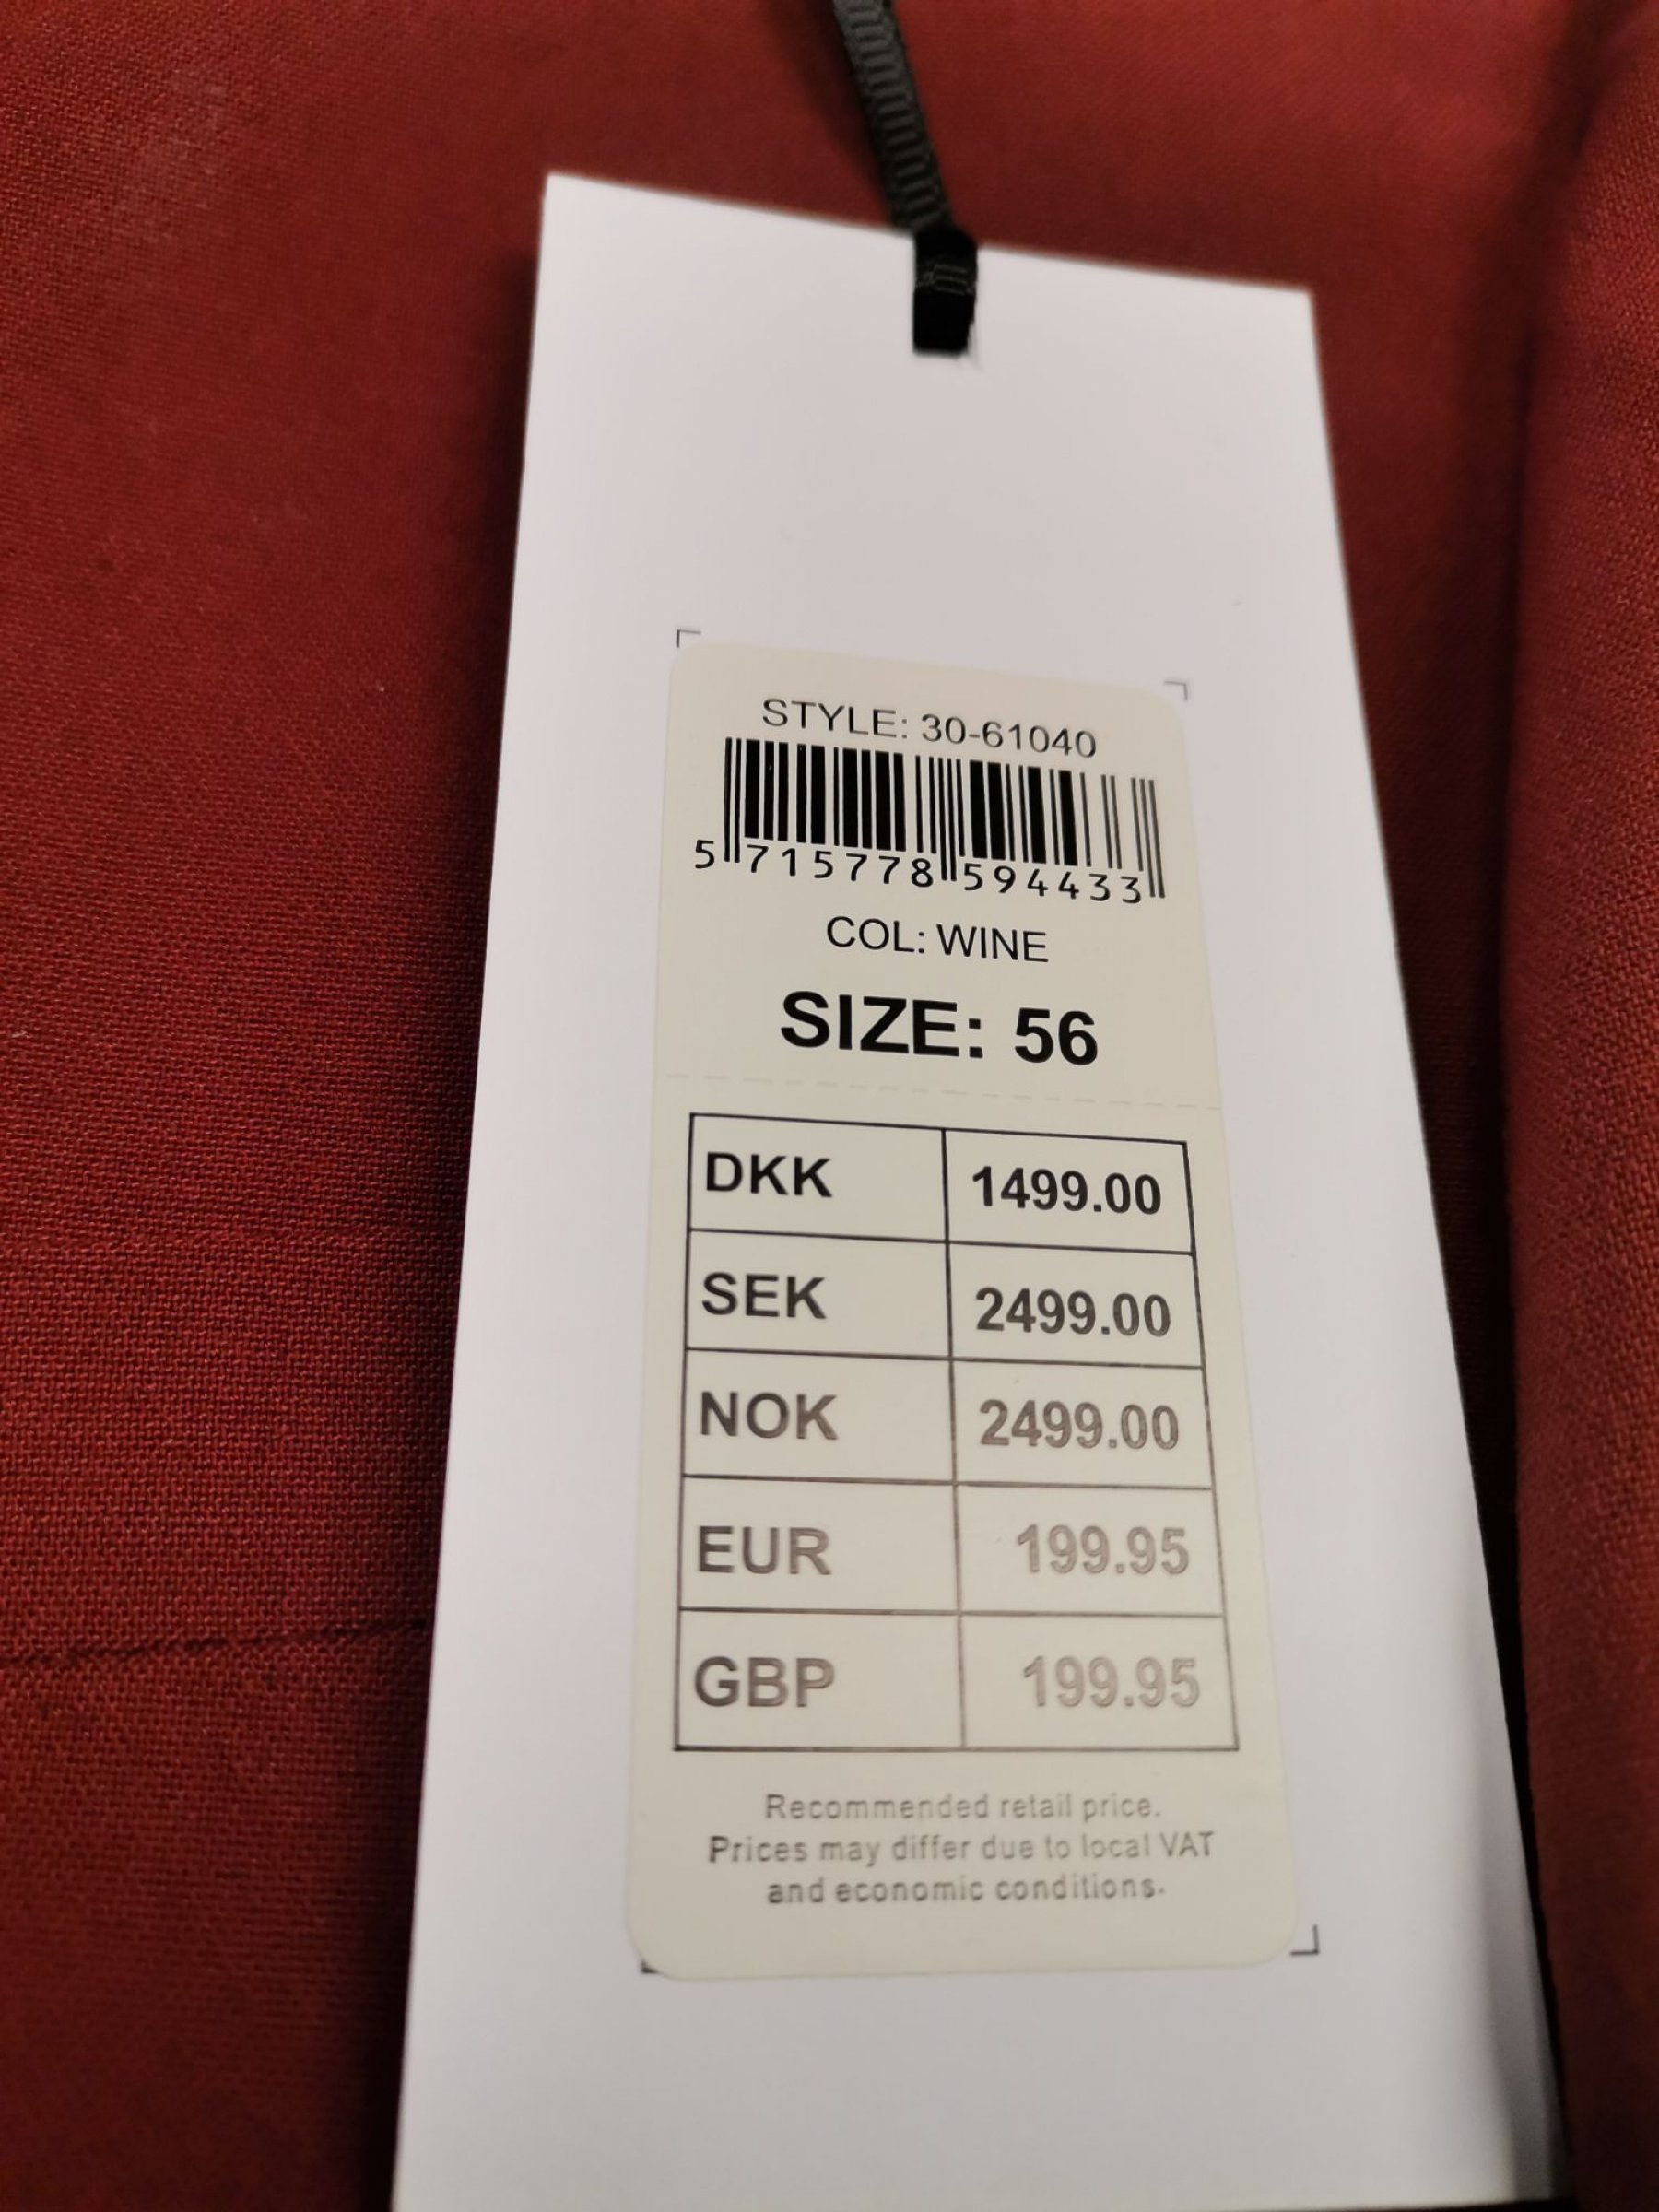 STYLE: 30-61040
5 715778 594433
COL: WINE
SIZE: 56
DKK 1499.00
SEK 2499.00
NOK 2499.00
EUR 199.95
GBP 199.95
Recommended retail price.
Prices may differ due to local VAT
and economic conditions.